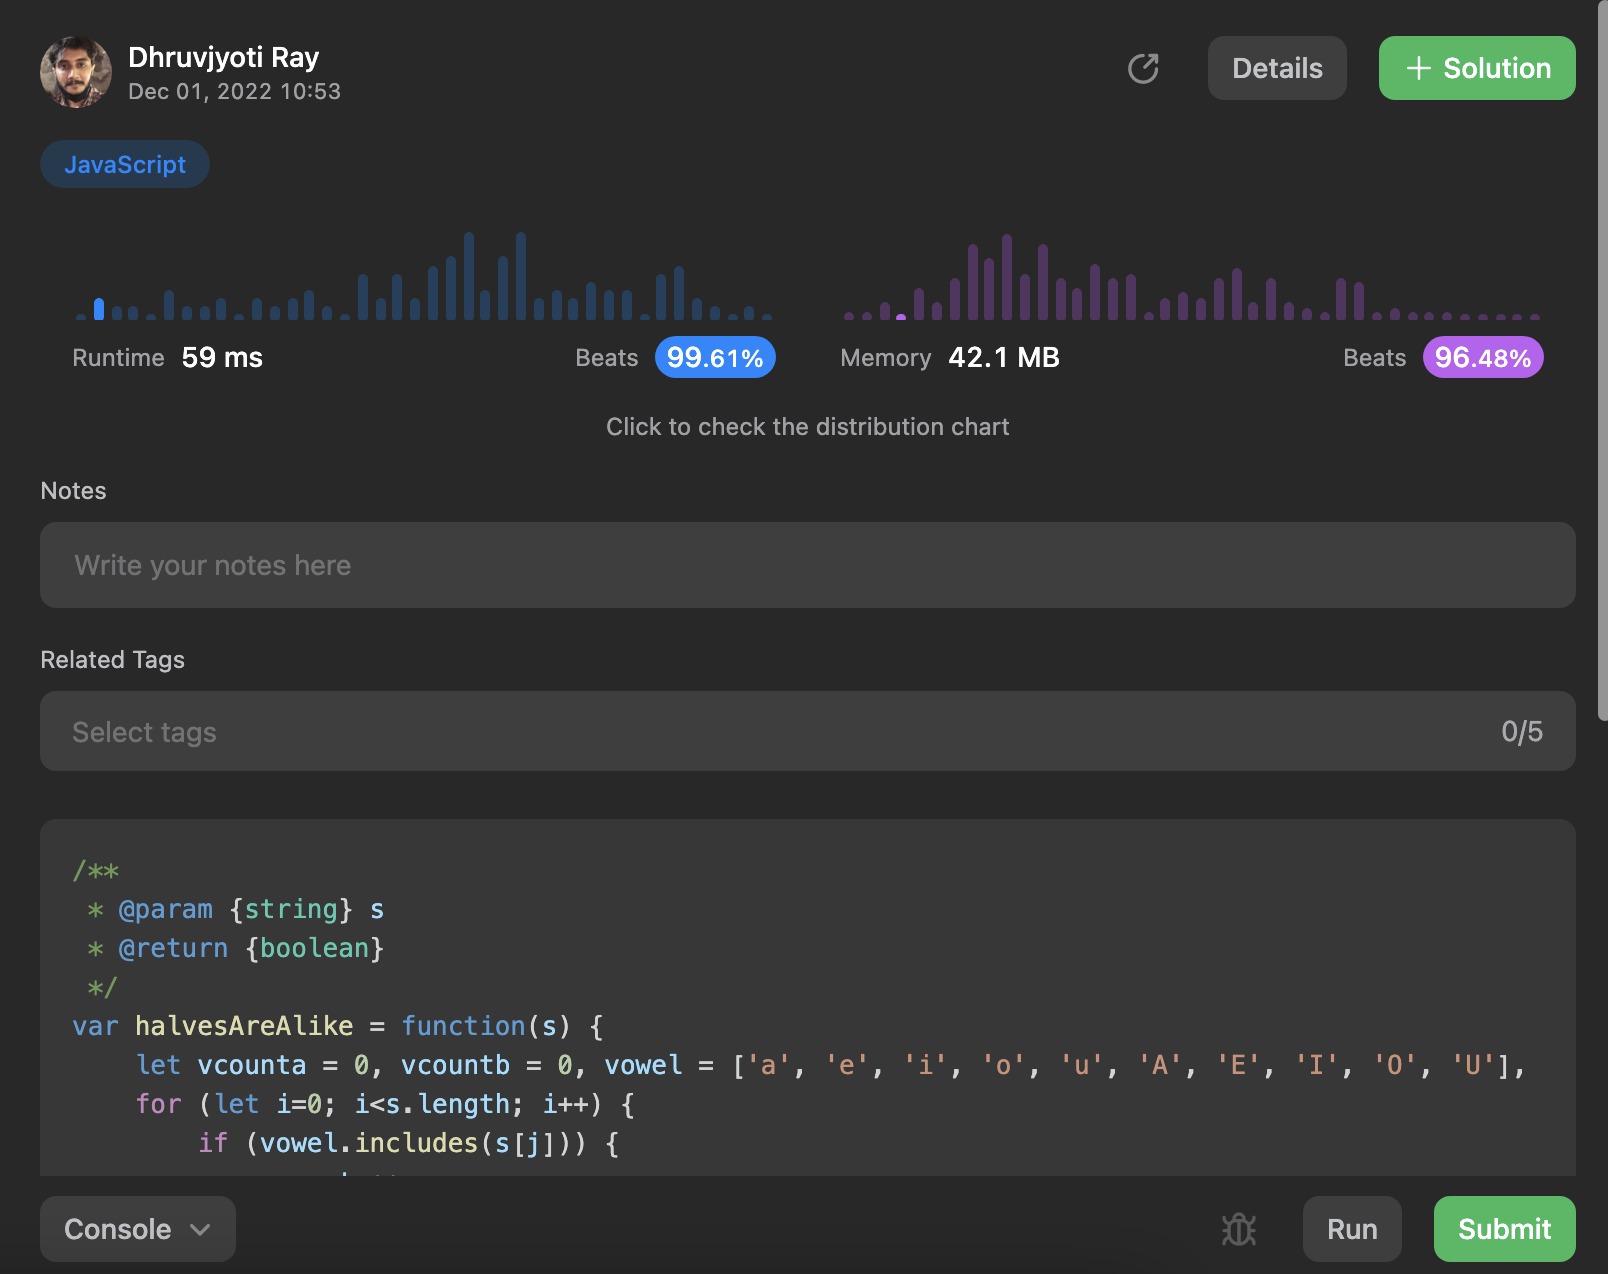 Dhruvjyoti Ray
Dec 01, 2022 10:53
Details
+ Solution
JavaScript
Runtime 59 ms Beats 99.61%
Memory 42.1 MB Beats 96.48%
Click to check the distribution chart
Notes
Write your notes here
Related Tags
Select tags 0/5
/**
 * @param {string} s
 * @return {boolean}
 */
var halvesAreAlike = function(s) {
    let vcounta = 0, vcountb = 0, vowel = ['a', 'e', 'i', 'o', 'u', 'A', 'E', 'I', 'O', 'U'],
    for (let i=0; i<s.length; i++) {
        if (vowel.includes(s[j])) {
Console
Run
Submit